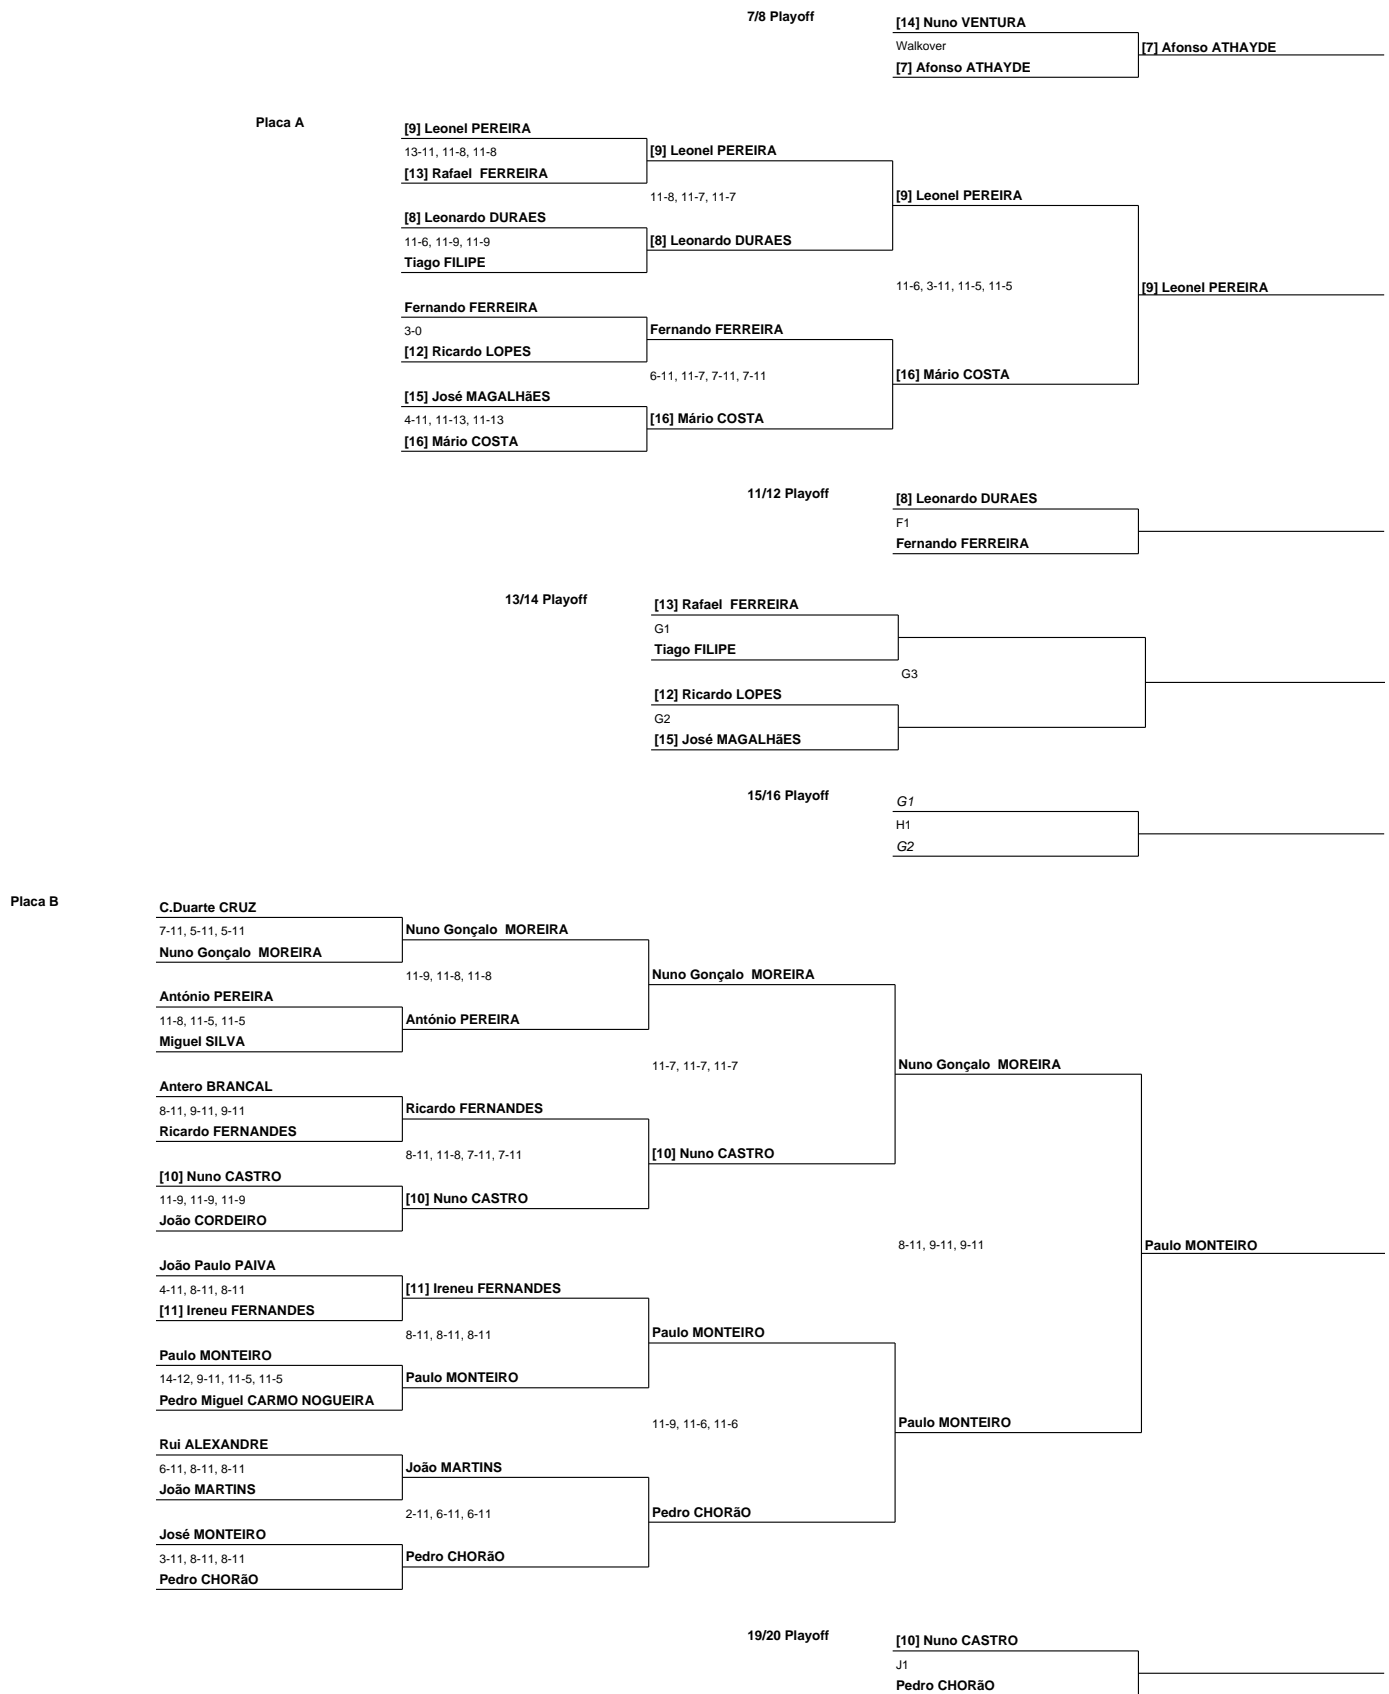 7/8 Playoff
[14] Nuno VENTURA
Walkover
[7] Afonso ATHAYDE
[7] Afonso ATHAYDE
Placa A
[9] Leonel PEREIRA
13-11, 11-8, 11-8
[9] Leonel PEREIRA
[13] Rafael  FERREIRA
11-8, 11-7, 11-7
[9] Leonel PEREIRA
[8] Leonardo DURAES
11-6, 11-9, 11-9
[8] Leonardo DURAES
Tiago FILIPE
11-6, 3-11, 11-5, 11-5
[9] Leonel PEREIRA
Fernando FERREIRA
3-0
Fernando FERREIRA
[12] Ricardo LOPES
6-11, 11-7, 7-11, 7-11
[16] Mário COSTA
[15] José MAGALHãES
4-11, 11-13, 11-13
[16] Mário COSTA
[16] Mário COSTA
11/12 Playoff
[8] Leonardo DURAES
F1
Fernando FERREIRA
13/14 Playoff
[13] Rafael  FERREIRA
G1
Tiago FILIPE
G3
[12] Ricardo LOPES
G2
[15] José MAGALHãES
15/16 Playoff
G1
H1
G2
Placa B
C.Duarte CRUZ
7-11, 5-11, 5-11
Nuno Gonçalo  MOREIRA
Nuno Gonçalo  MOREIRA
11-9, 11-8, 11-8
Nuno Gonçalo  MOREIRA
António PEREIRA
11-8, 11-5, 11-5
António PEREIRA
Miguel SILVA
11-7, 11-7, 11-7
Nuno Gonçalo  MOREIRA
Antero BRANCAL
8-11, 9-11, 9-11
Ricardo FERNANDES
Ricardo FERNANDES
8-11, 11-8, 7-11, 7-11
[10] Nuno CASTRO
[10] Nuno CASTRO
11-9, 11-9, 11-9
[10] Nuno CASTRO
João CORDEIRO
8-11, 9-11, 9-11
Paulo MONTEIRO
João Paulo PAIVA
4-11, 8-11, 8-11
[11] Ireneu FERNANDES
[11] Ireneu FERNANDES
8-11, 8-11, 8-11
Paulo MONTEIRO
Paulo MONTEIRO
14-12, 9-11, 11-5, 11-5
Paulo MONTEIRO
Pedro Miguel CARMO NOGUEIRA
11-9, 11-6, 11-6
Paulo MONTEIRO
Rui ALEXANDRE
6-11, 8-11, 8-11
João MARTINS
João MARTINS
2-11, 6-11, 6-11
Pedro CHORãO
José MONTEIRO
3-11, 8-11, 8-11
Pedro CHORãO
Pedro CHORãO
19/20 Playoff
[10] Nuno CASTRO
J1
Pedro CHORãO